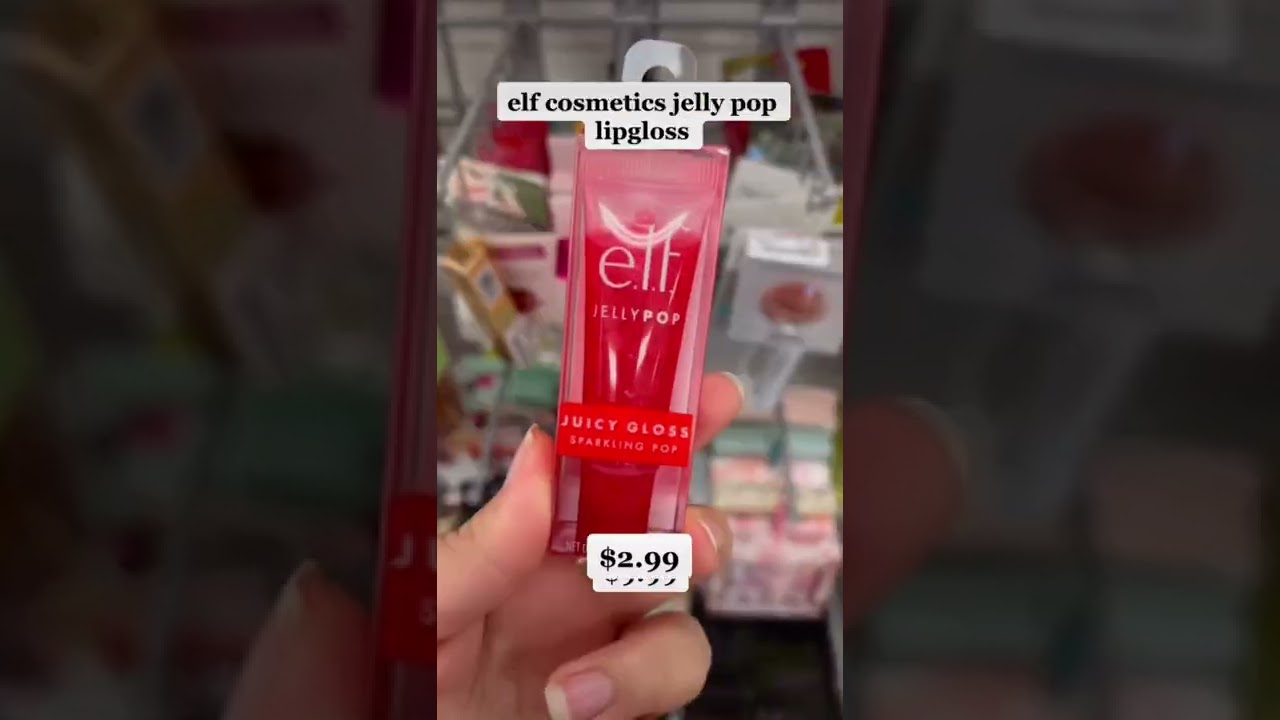 elf cosmetics jelly pop
lipgloss
e.l.f.
JELLYPOP
JUICY GLOSS
SPARKLING POP
$2.99